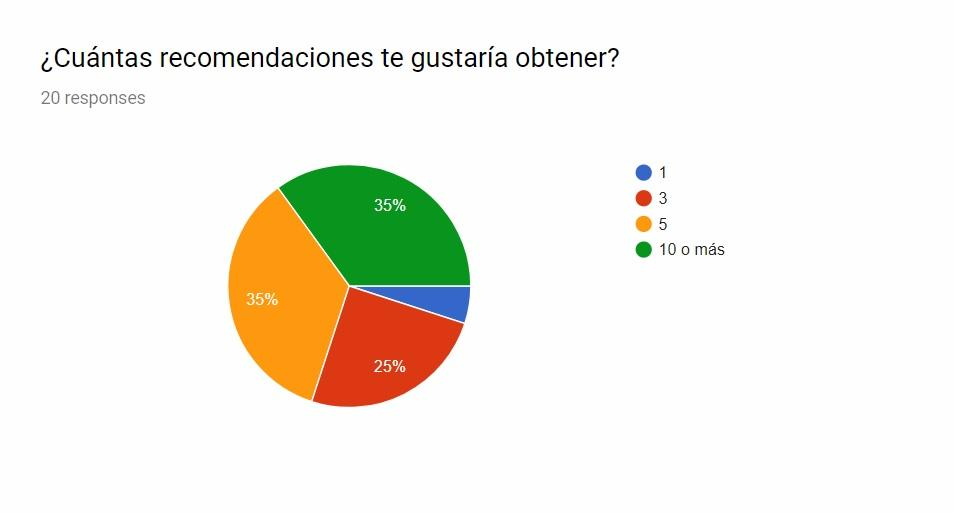 ¿Cuántas recomendaciones te gustaría obtener?
20 responses
35%
35%
25%
1
3
5
10 o más